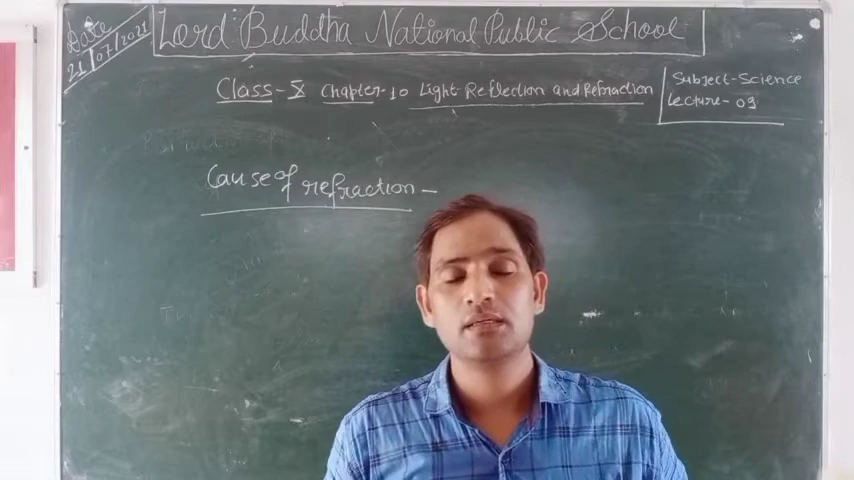 Date
21/07/2021
Lord Buddha National Public School
Class-X Chapter-10 Light-Reflection and Refraction
Subject-Science
Lecture-03
Cause of refraction-